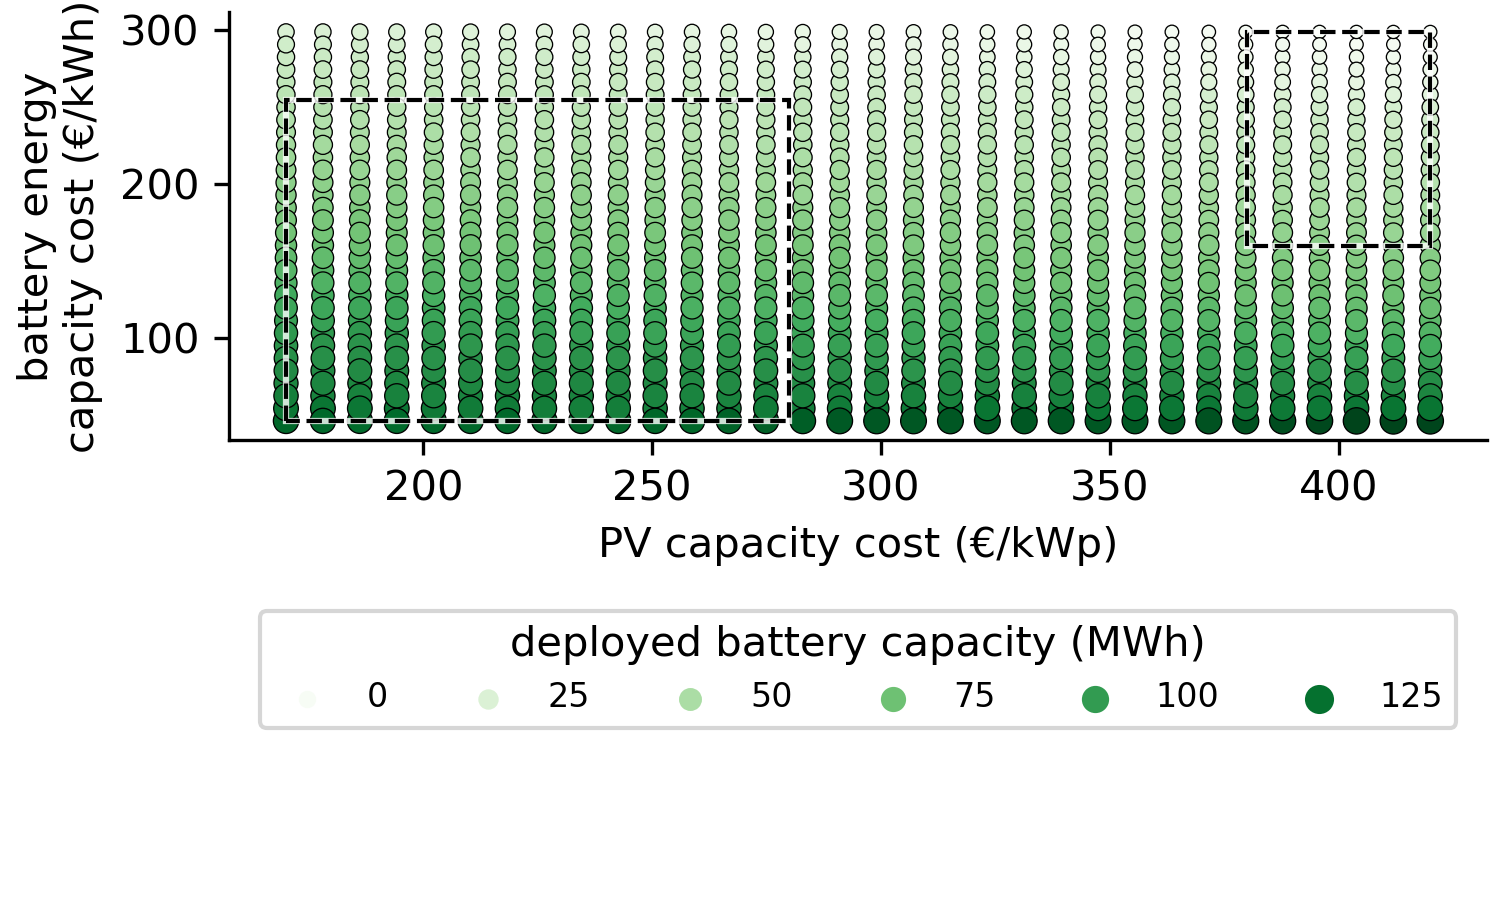 battery energy
capacity cost (€/kWh)
300
200
100
200 250 300 350 400
PV capacity cost (€/kWp)
deployed battery capacity (MWh)
0 25 50 75 100 125